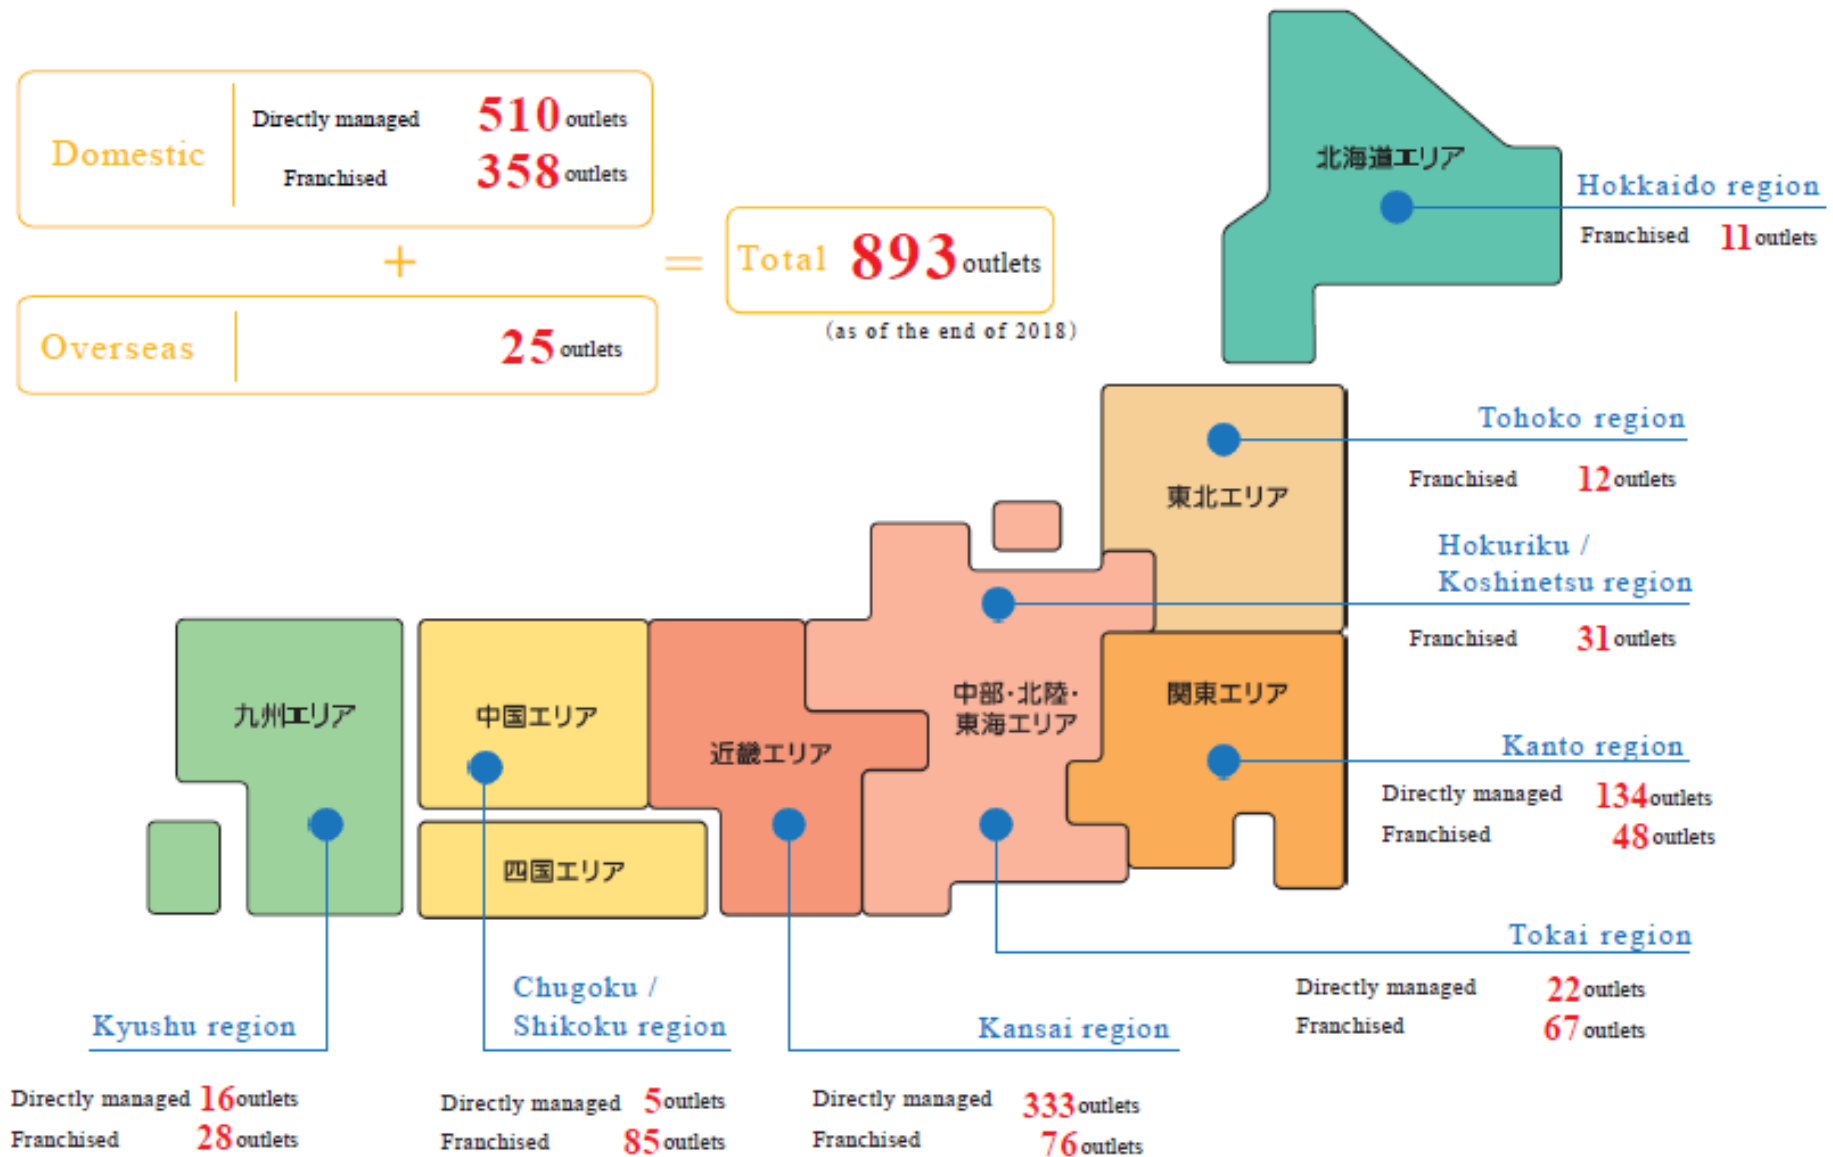 Domestic
Directly managed 510 outlets
Franchised 358 outlets
+
Overseas
25 outlets
=
Total 893 outlets
(as of the end of 2018)
北海道エリア
Hokkaido region
Franchised 11 outlets
東北エリア
Tohoko region
Franchised 12 outlets
Hokuriku /
Koshinetsu region
Franchised 31 outlets
中部・北陸・
東海エリア
関東エリア
Kanto region
Directly managed 134 outlets
Franchised 48 outlets
Tokai region
Directly managed 22 outlets
Franchised 67 outlets
九州エリア
中国エリア
近畿エリア
四国エリア
Kyushu region
Directly managed 16 outlets
Franchised 28 outlets
Chugoku /
Shikoku region
Directly managed 5 outlets
Franchised 85 outlets
Kansai region
Directly managed 333 outlets
Franchised 76 outlets